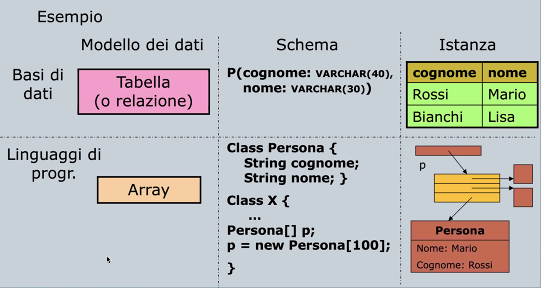 Esempio
Modello dei dati
Schema
Istanza
Basi di
dati
Tabella
(o relazione)
P(cognome: VARCHAR(40),
nome: VARCHAR(30))
cognome nome
Rossi Mario
Bianchi Lisa
Linguaggi di
progr.
Array
Class Persona {
String cognome;
String nome; }
Class X {
...
Persona[] p;
p = new Persona[100];
}
p
Persona
Nome: Mario
Cognome: Rossi